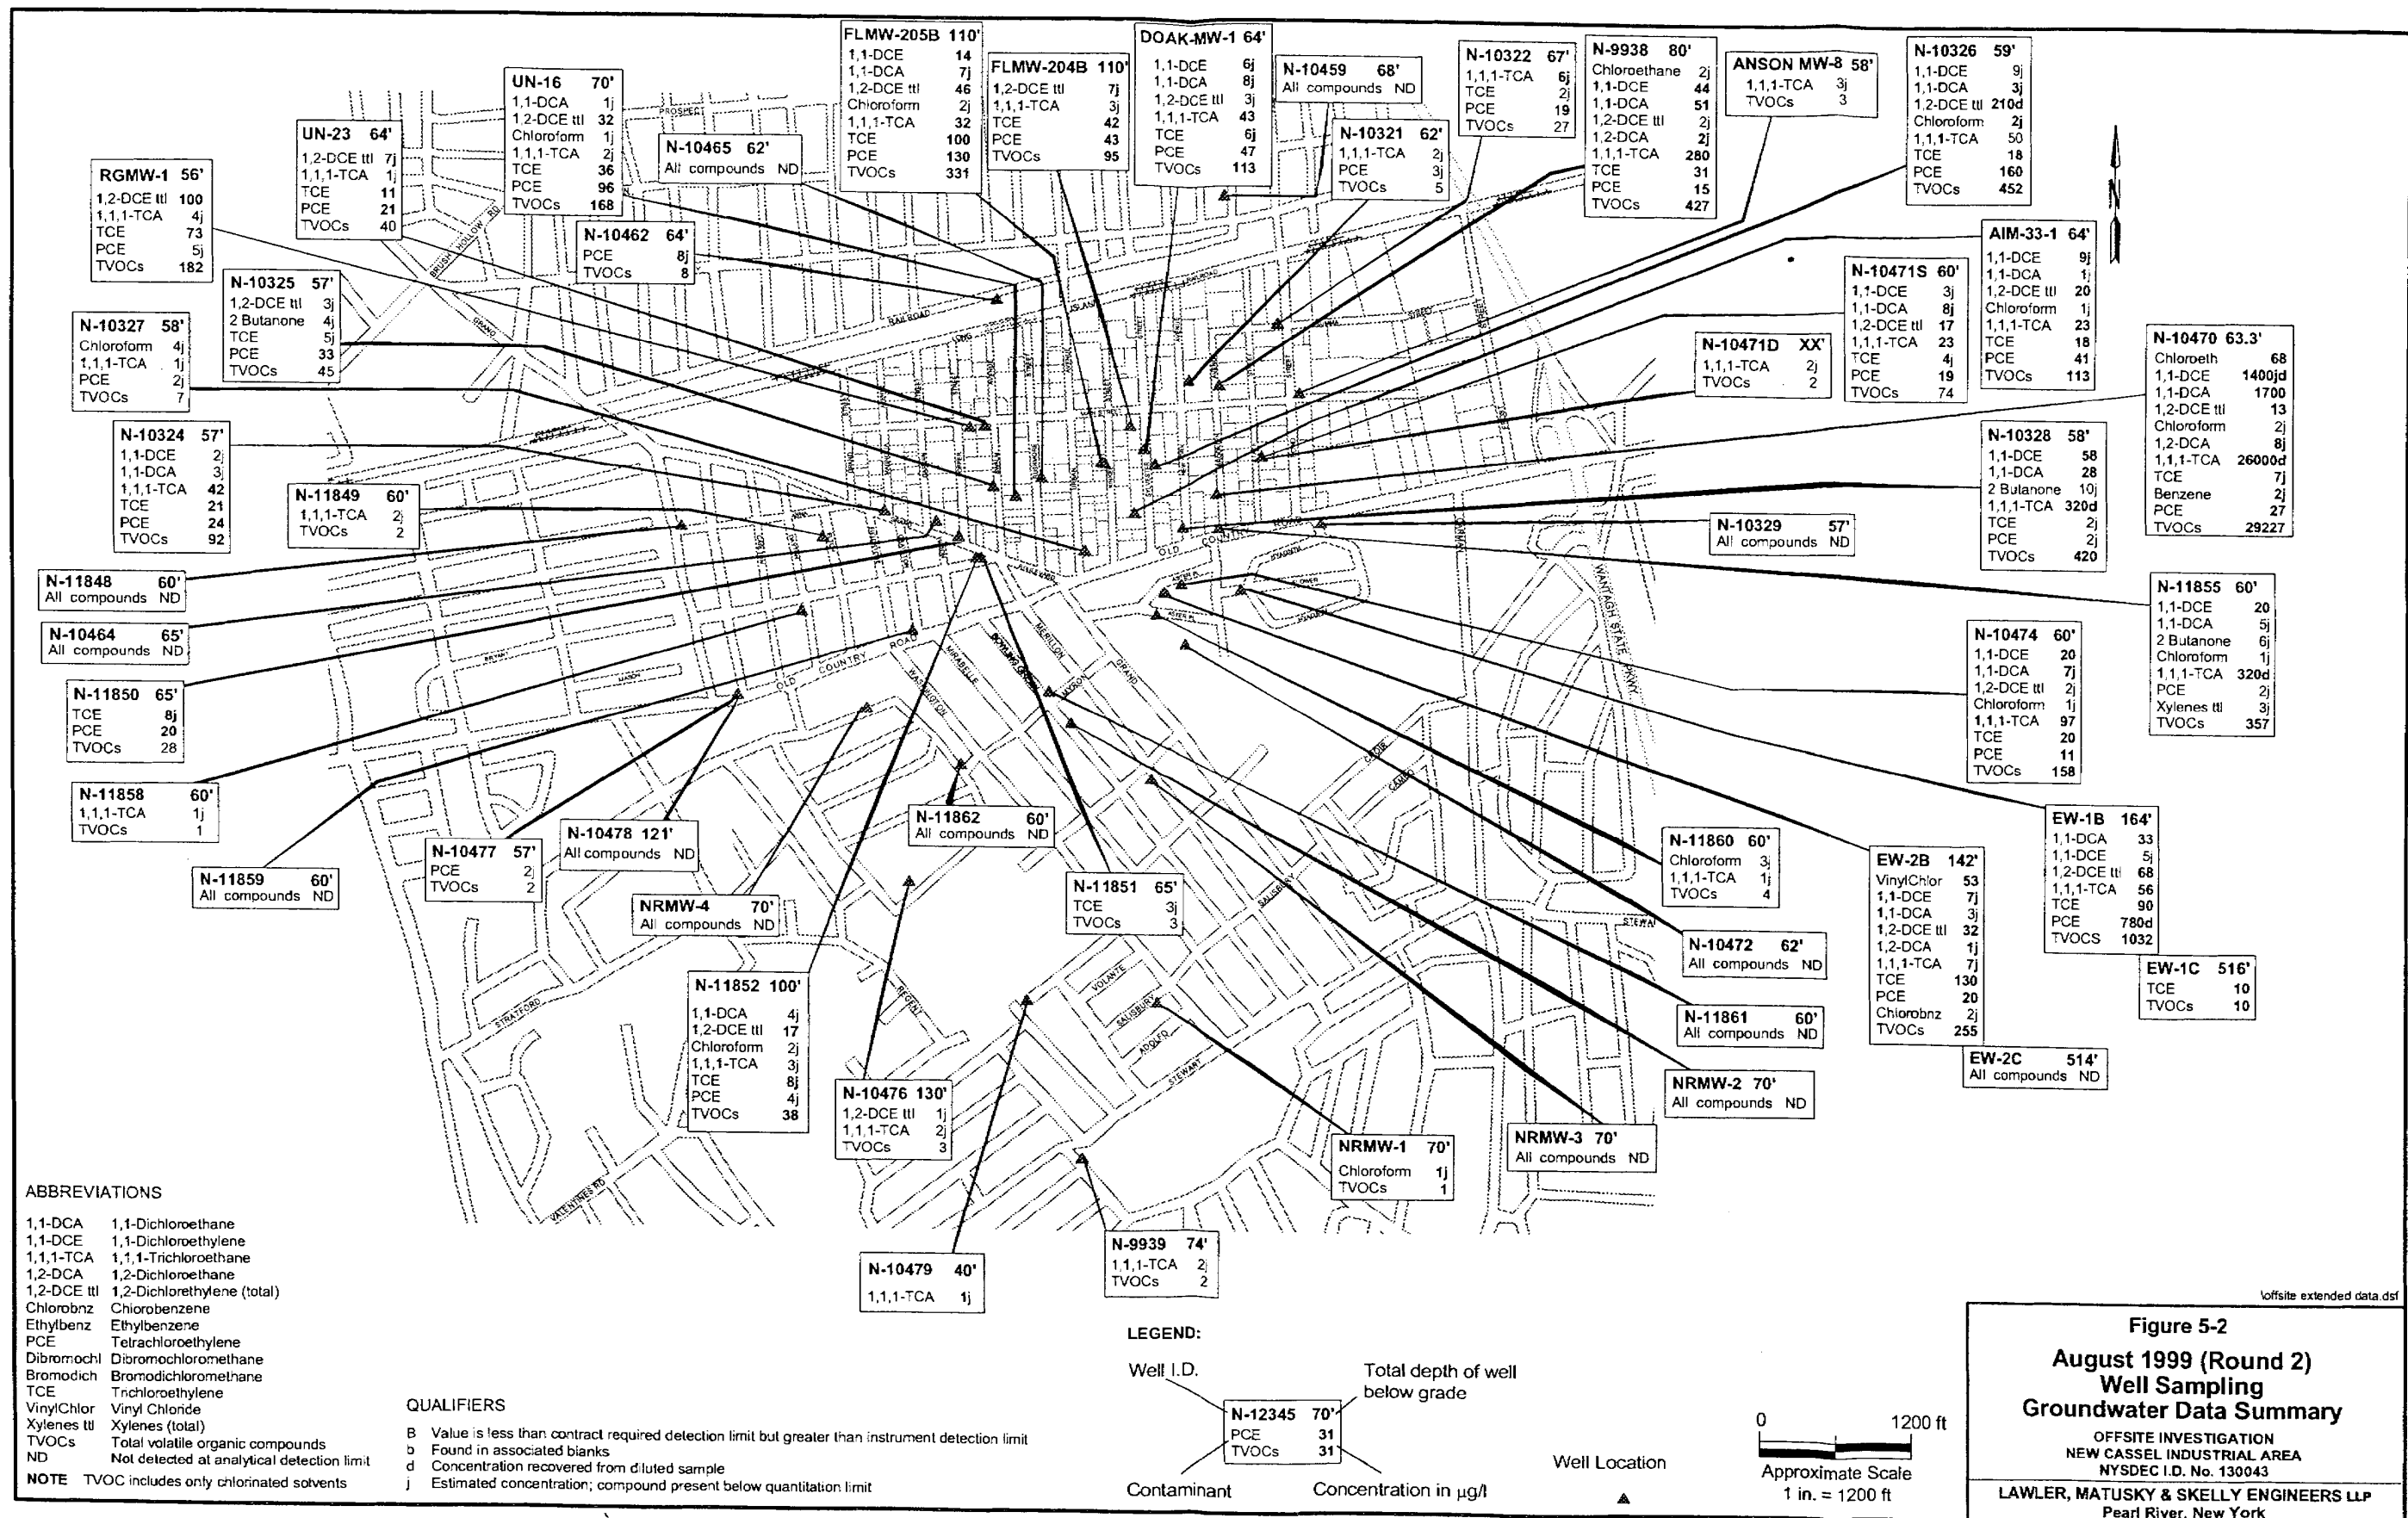 FLMW-205B 110'
1,1-DCE 14
1,1-DCA 7j
1,2-DCE ttl 46
Chloroform 2j
1,1,1-TCA 32
TCE 100
PCE 130
TVOCs 331
DOAK-MW-1 64'
1,1-DCE 6j
1,1-DCA 8j
1,2-DCE ttl 3j
1,1,1-TCA 43
TCE 6j
PCE 47
TVOCs 113
N-10322 67'
1,1,1-TCA 6j
TCE 2j
PCE 19
TVOCs 27
N-9938 80'
Chloroethane 2j
1,1-DCE 44
1,1-DCA 51
1,2-DCE ttl 2j
1,2-DCA 2j
1,1,1-TCA 280
TCE 31
PCE 15
TVOCs 427
ANSON MW-8 58'
1,1,1-TCA 3j
TVOCs 3
N-10326 59'
1,1-DCE 9j
1,1-DCA 3j
1,2-DCE ttl 210d
Chloroform 2j
1,1,1-TCA 50
TCE 18
PCE 160
TVOCs 452
UN-16 70'
1,1-DCA 1j
1,2-DCE ttl 32
Chloroform 1j
1,1,1-TCA 2j
TCE 36
PCE 96
TVOCs 168
FLMW-204B 110'
1,2-DCE ttl 7j
1,1,1-TCA 3j
TCE 42
PCE 43
TVOCs 95
N-10459 68'
All compounds ND
UN-23 64'
1,2-DCE ttl 7j
1,1,1-TCA 1j
TCE 11
PCE 21
TVOCs 40
N-10465 62'
All compounds ND
N-10321 62'
1,1,1-TCA 2j
PCE 3j
TVOCs 5
RGMW-1 56'
1,2-DCE ttl 100
1,1,1-TCA 4j
TCE 73
PCE 5j
TVOCs 182
N
N-10462 64'
PCE 8j
TVOCs 8
AIM-33-1 64'
1,1-DCE 9j
1,1-DCA 1j
1,2-DCE ttl 20
Chloroform 1j
1,1,1-TCA 23
TCE 18
PCE 41
TVOCs 113
N-10325 57'
1,2-DCE ttl 3j
2 Butanone 4j
TCE 5j
PCE 33
TVOCs 45
N-10471S 60'
1,1-DCE 3j
1,1-DCA 8j
1,2-DCE ttl 17
1,1,1-TCA 23
TCE 4j
PCE 19
TVOCs 74
N-10327 58'
Chloroform 4j
1,1,1-TCA 1j
PCE 2j
TVOCs 7
N-10471D XX'
1,1,1-TCA 2j
TVOCs 2
N-10470 63.3'
Chloroeth 68
1,1-DCE 1400jd
1,1-DCA 1700
1,2-DCE ttl 13
Chloroform 2j
1,2-DCA 8j
1,1,1-TCA 26000d
TCE 7j
Benzene 2j
PCE 27
TVOCs 29227
N-10324 57'
1,1-DCE 2j
1,1-DCA 3j
1,1,1-TCA 42
TCE 21
PCE 24
TVOCs 92
N-10328 58'
1,1-DCE 58
1,1-DCA 28
2 Butanone 10j
1,1,1-TCA 320d
TCE 2j
PCE 2j
TVOCs 420
N-11849 60'
1,1,1-TCA 2j
TVOCs 2
N-10329 57'
All compounds ND
N-11848 60'
All compounds ND
N-11855 60'
1,1-DCE 20
1,1-DCA 5j
2 Butanone 6j
Chloroform 1j
1,1,1-TCA 320d
PCE 2j
Xylenes ttl 3j
TVOCs 357
N-10464 65'
All compounds ND
N-10474 60'
1,1-DCE 20
1,1-DCA 7j
1,2-DCE ttl 2j
Chloroform 1j
1,1,1-TCA 97
TCE 20
PCE 11
TVOCs 158
N-11850 65'
TCE 8j
PCE 20
TVOCs 28
N-11858 60'
1,1,1-TCA 1j
TVOCs 1
N-11859 60'
All compounds ND
N-10477 57'
PCE 2j
TVOCs 2
N-10478 121'
All compounds ND
N-11862 60'
All compounds ND
NRMW-4 70'
All compounds ND
N-11851 65'
TCE 3j
TVOCs 3
N-11860 60'
Chloroform 3j
1,1,1-TCA 1j
TVOCs 4
EW-2B 142'
VinylChlor 53
1,1-DCE 7j
1,1-DCA 3j
1,2-DCE ttl 32
1,2-DCA 1j
1,1,1-TCA 7j
TCE 130
PCE 20
Chlorobnz 2j
TVOCs 255
EW-1B 164'
1,1-DCA 33
1,1-DCE 5j
1,2-DCE ttl 68
1,1,1-TCA 56
TCE 90
PCE 780d
TVOCS 1032
N-10472 62'
All compounds ND
EW-1C 516'
TCE 10
TVOCs 10
N-11852 100'
1,1-DCA 4j
1,2-DCE ttl 17
Chloroform 2j
1,1,1-TCA 3j
TCE 8j
PCE 4j
TVOCs 38
N-11861 60'
All compounds ND
EW-2C 514'
All compounds ND
NRMW-2 70'
All compounds ND
N-10476 130'
1,2-DCE ttl 1j
1,1,1-TCA 2j
TVOCs 3
NRMW-1 70'
Chloroform 1j
TVOCs 1
NRMW-3 70'
All compounds ND
N-10479 40'
1,1,1-TCA 1j
N-9939 74'
1,1,1-TCA 2j
TVOCs 2
PROSPECT
BRUSH HOLLOW RD
GRAND
RAILROAD
LONG
ISLAND
OLD COUNTRY ROAD
OLD COUNTRY ROAD
WANTAGH STATE PKWY
MERILLON
MIRABELLE
WASHINGTON
GRAND
MYRON
CHOIR
CAMBO
SALISBURY
STEWA
STRATFORD
REGENT
VOLANTE
SALISBURY
ADOLFO
STEWART
VALENTINES RD
ABBREVIATIONS
1,1-DCA 1,1-Dichloroethane
1,1-DCE 1,1-Dichloroethylene
1,1,1-TCA 1,1,1-Trichloroethane
1,2-DCA 1,2-Dichloroethane
1,2-DCE ttl 1,2-Dichlorethylene (total)
Chlorobnz Chlorobenzene
Ethylbenz Ethylbenzene
PCE Tetrachloroethylene
Dibromochl Dibromochloromethane
Bromodich Bromodichloromethane
TCE Trichloroethylene
VinylChlor Vinyl Chloride
Xylenes ttl Xylenes (total)
TVOCs Total volatile organic compounds
ND Not detected at analytical detection limit
NOTE TVOC includes only chlorinated solvents
QUALIFIERS
B Value is less than contract required detection limit but greater than instrument detection limit
b Found in associated blanks
d Concentration recovered from diluted sample
j Estimated concentration; compound present below quantitation limit
LEGEND:
Well I.D.
Total depth of well
below grade
N-12345 70'
PCE 31
TVOCs 31
Contaminant
Concentration in µg/l
Well Location
0 1200 ft
Approximate Scale
1 in. = 1200 ft
\offsite extended data.dsf
Figure 5-2
August 1999 (Round 2)
Well Sampling
Groundwater Data Summary
OFFSITE INVESTIGATION
NEW CASSEL INDUSTRIAL AREA
NYSDEC I.D. No. 130043
LAWLER, MATUSKY & SKELLY ENGINEERS LLP
Pearl River, New York